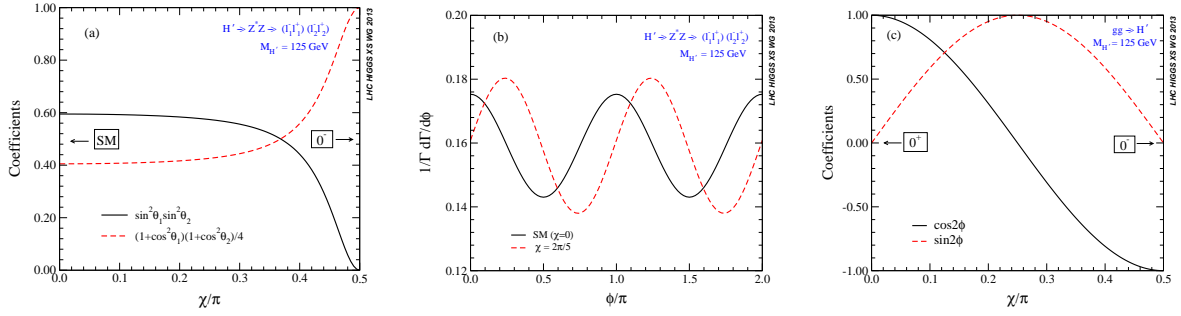 (a)
H′ → Z*Z → (l₁⁻l₁⁺) (l₂⁻l₂⁺)
M_H′ = 125 GeV
LHC HIGGS XS WG 2013
1.00
0.80
0.60
0.40
0.20
0.00
Coefficients
SM
0⁻
sin²θ₁sin²θ₂
(1+cos²θ₁)(1+cos²θ₂)/4
0.0 0.1 0.2 0.3 0.4 0.5
χ/π
(b)
H′ → Z*Z → (l₁⁻l₁⁺) (l₂⁻l₂⁺)
M_H′ = 125 GeV
LHC HIGGS XS WG 2013
0.20
0.18
0.16
0.14
0.12
1/Γ dΓ/dϕ
SM (χ=0)
χ = 2π/5
0.0 0.5 1.0 1.5 2.0
ϕ/π
(c)
gg → H′
M_H′ = 125 GeV
LHC HIGGS XS WG 2013
1.00
0.50
0.00
-0.50
-1.00
Coefficients
0⁺
0⁻
cos2ϕ
sin2ϕ
0.0 0.1 0.2 0.3 0.4 0.5
χ/π